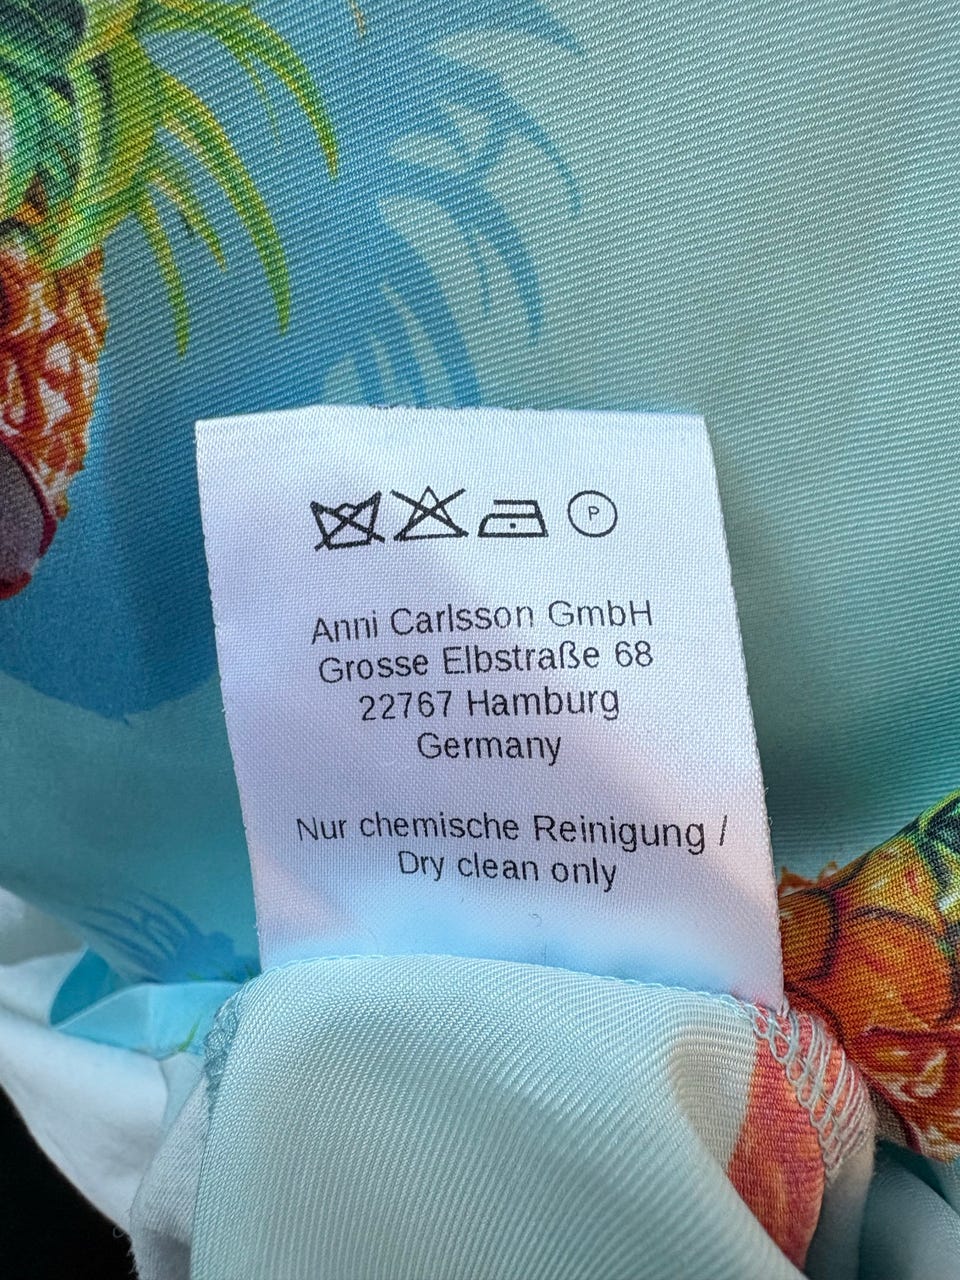 P
Anni Carlsson GmbH
Grosse Elbstraße 68
22767 Hamburg
Germany
Nur chemische Reinigung /
Dry clean only